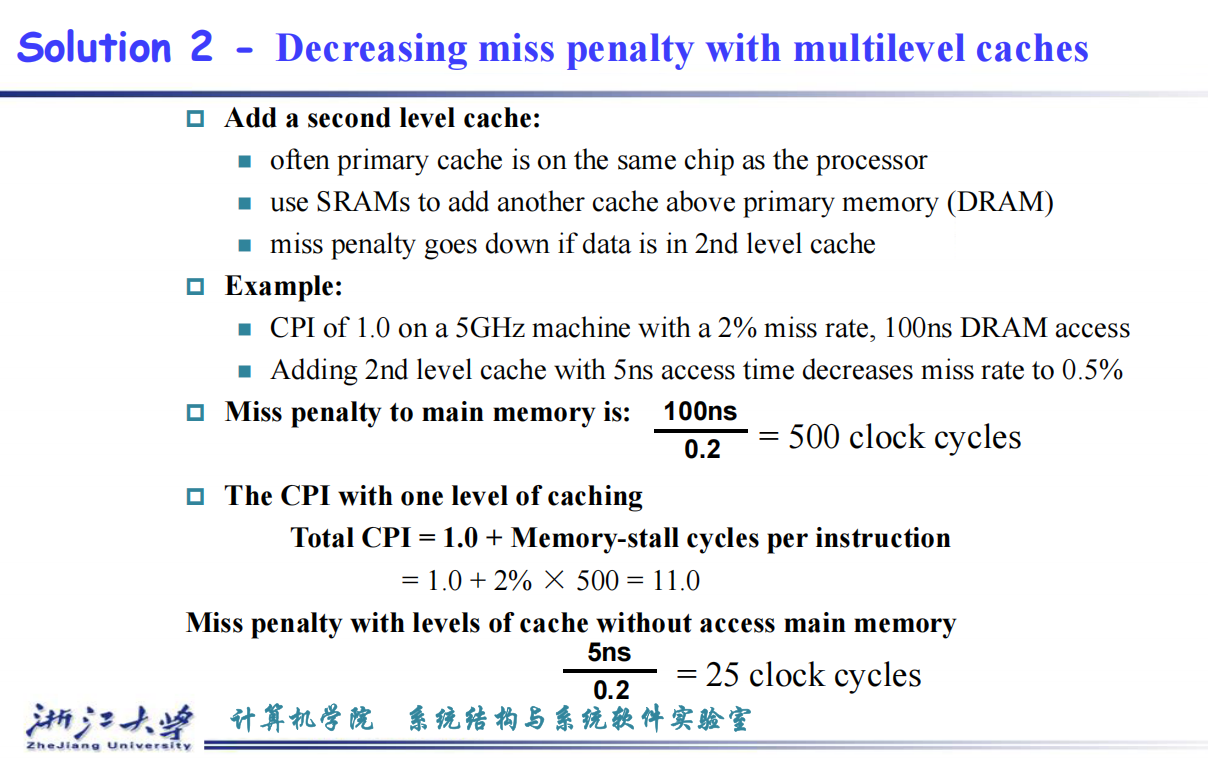 Solution 2 - Decreasing miss penalty with multilevel caches
Add a second level cache:
often primary cache is on the same chip as the processor
use SRAMs to add another cache above primary memory (DRAM)
miss penalty goes down if data is in 2nd level cache
Example:
CPI of 1.0 on a 5GHz machine with a 2% miss rate, 100ns DRAM access
Adding 2nd level cache with 5ns access time decreases miss rate to 0.5%
Miss penalty to main memory is:
100ns
0.2
= 500 clock cycles
The CPI with one level of caching
Total CPI = 1.0 + Memory-stall cycles per instruction
= 1.0 + 2% × 500 = 11.0
Miss penalty with levels of cache without access main memory
5ns
0.2
= 25 clock cycles
浙江大学
ZheJiang University
计算机学院 系统结构与系统软件实验室